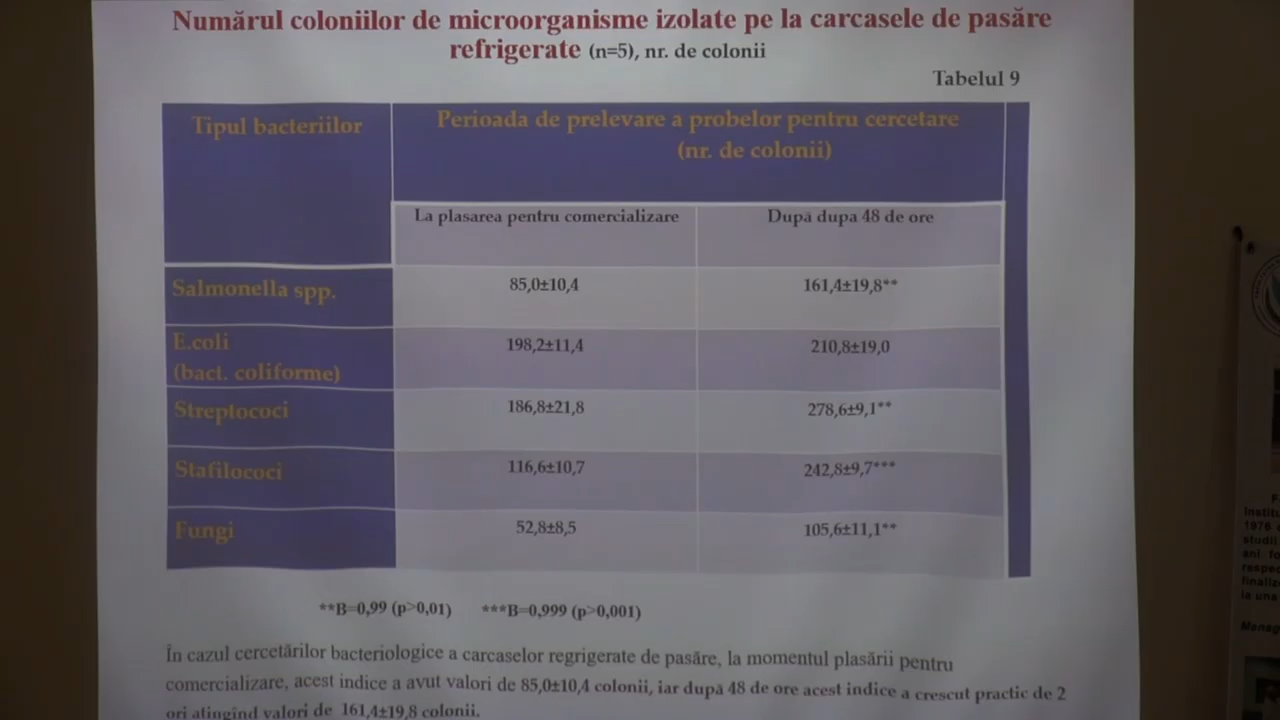 Numărul coloniilor de microorganisme izolate pe la carcasele de pasăre
refrigerate (n=5), nr. de colonii
Tabelul 9
Tipul bacteriilor
Perioada de prelevare a probelor pentru cercetare
(nr. de colonii)
La plasarea pentru comercializare
După dupa 48 de ore
Salmonella spp.
85,0±10,4
161,4±19,8**
E.coli
(bact. coliforme)
198,2±11,4
210,8±19,0
Streptococi
186,8±21,8
278,6±9,1**
Stafilococi
116,6±10,7
242,8±9,7***
Fungi
52,8±8,5
105,6±11,1**
**B=0,99 (p>0,01) ***B=0,999 (p>0,001)
În cazul cercetărilor bacteriologice a carcaselor regrigerate de pasăre, la momentul plasării pentru
comercializare, acest indice a avut valori de 85,0±10,4 colonii, iar după 48 de ore acest indice a crescut practic de 2
ori atingînd valori de 161,4±19,8 colonii.
1976
studii
la una